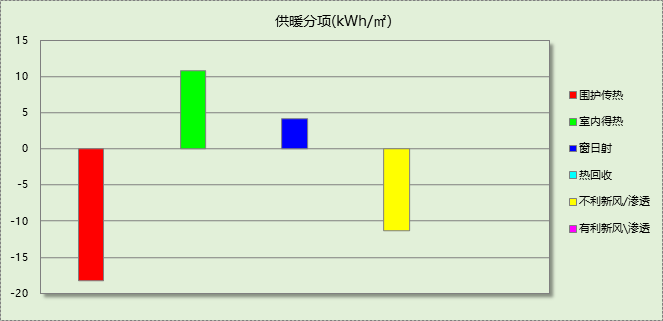 供暖分项(kWh/㎡)
15
10
5
0
-5
-10
-15
-20
围护传热
室内得热
窗日射
热回收
不利新风/渗透
有利新风\渗透